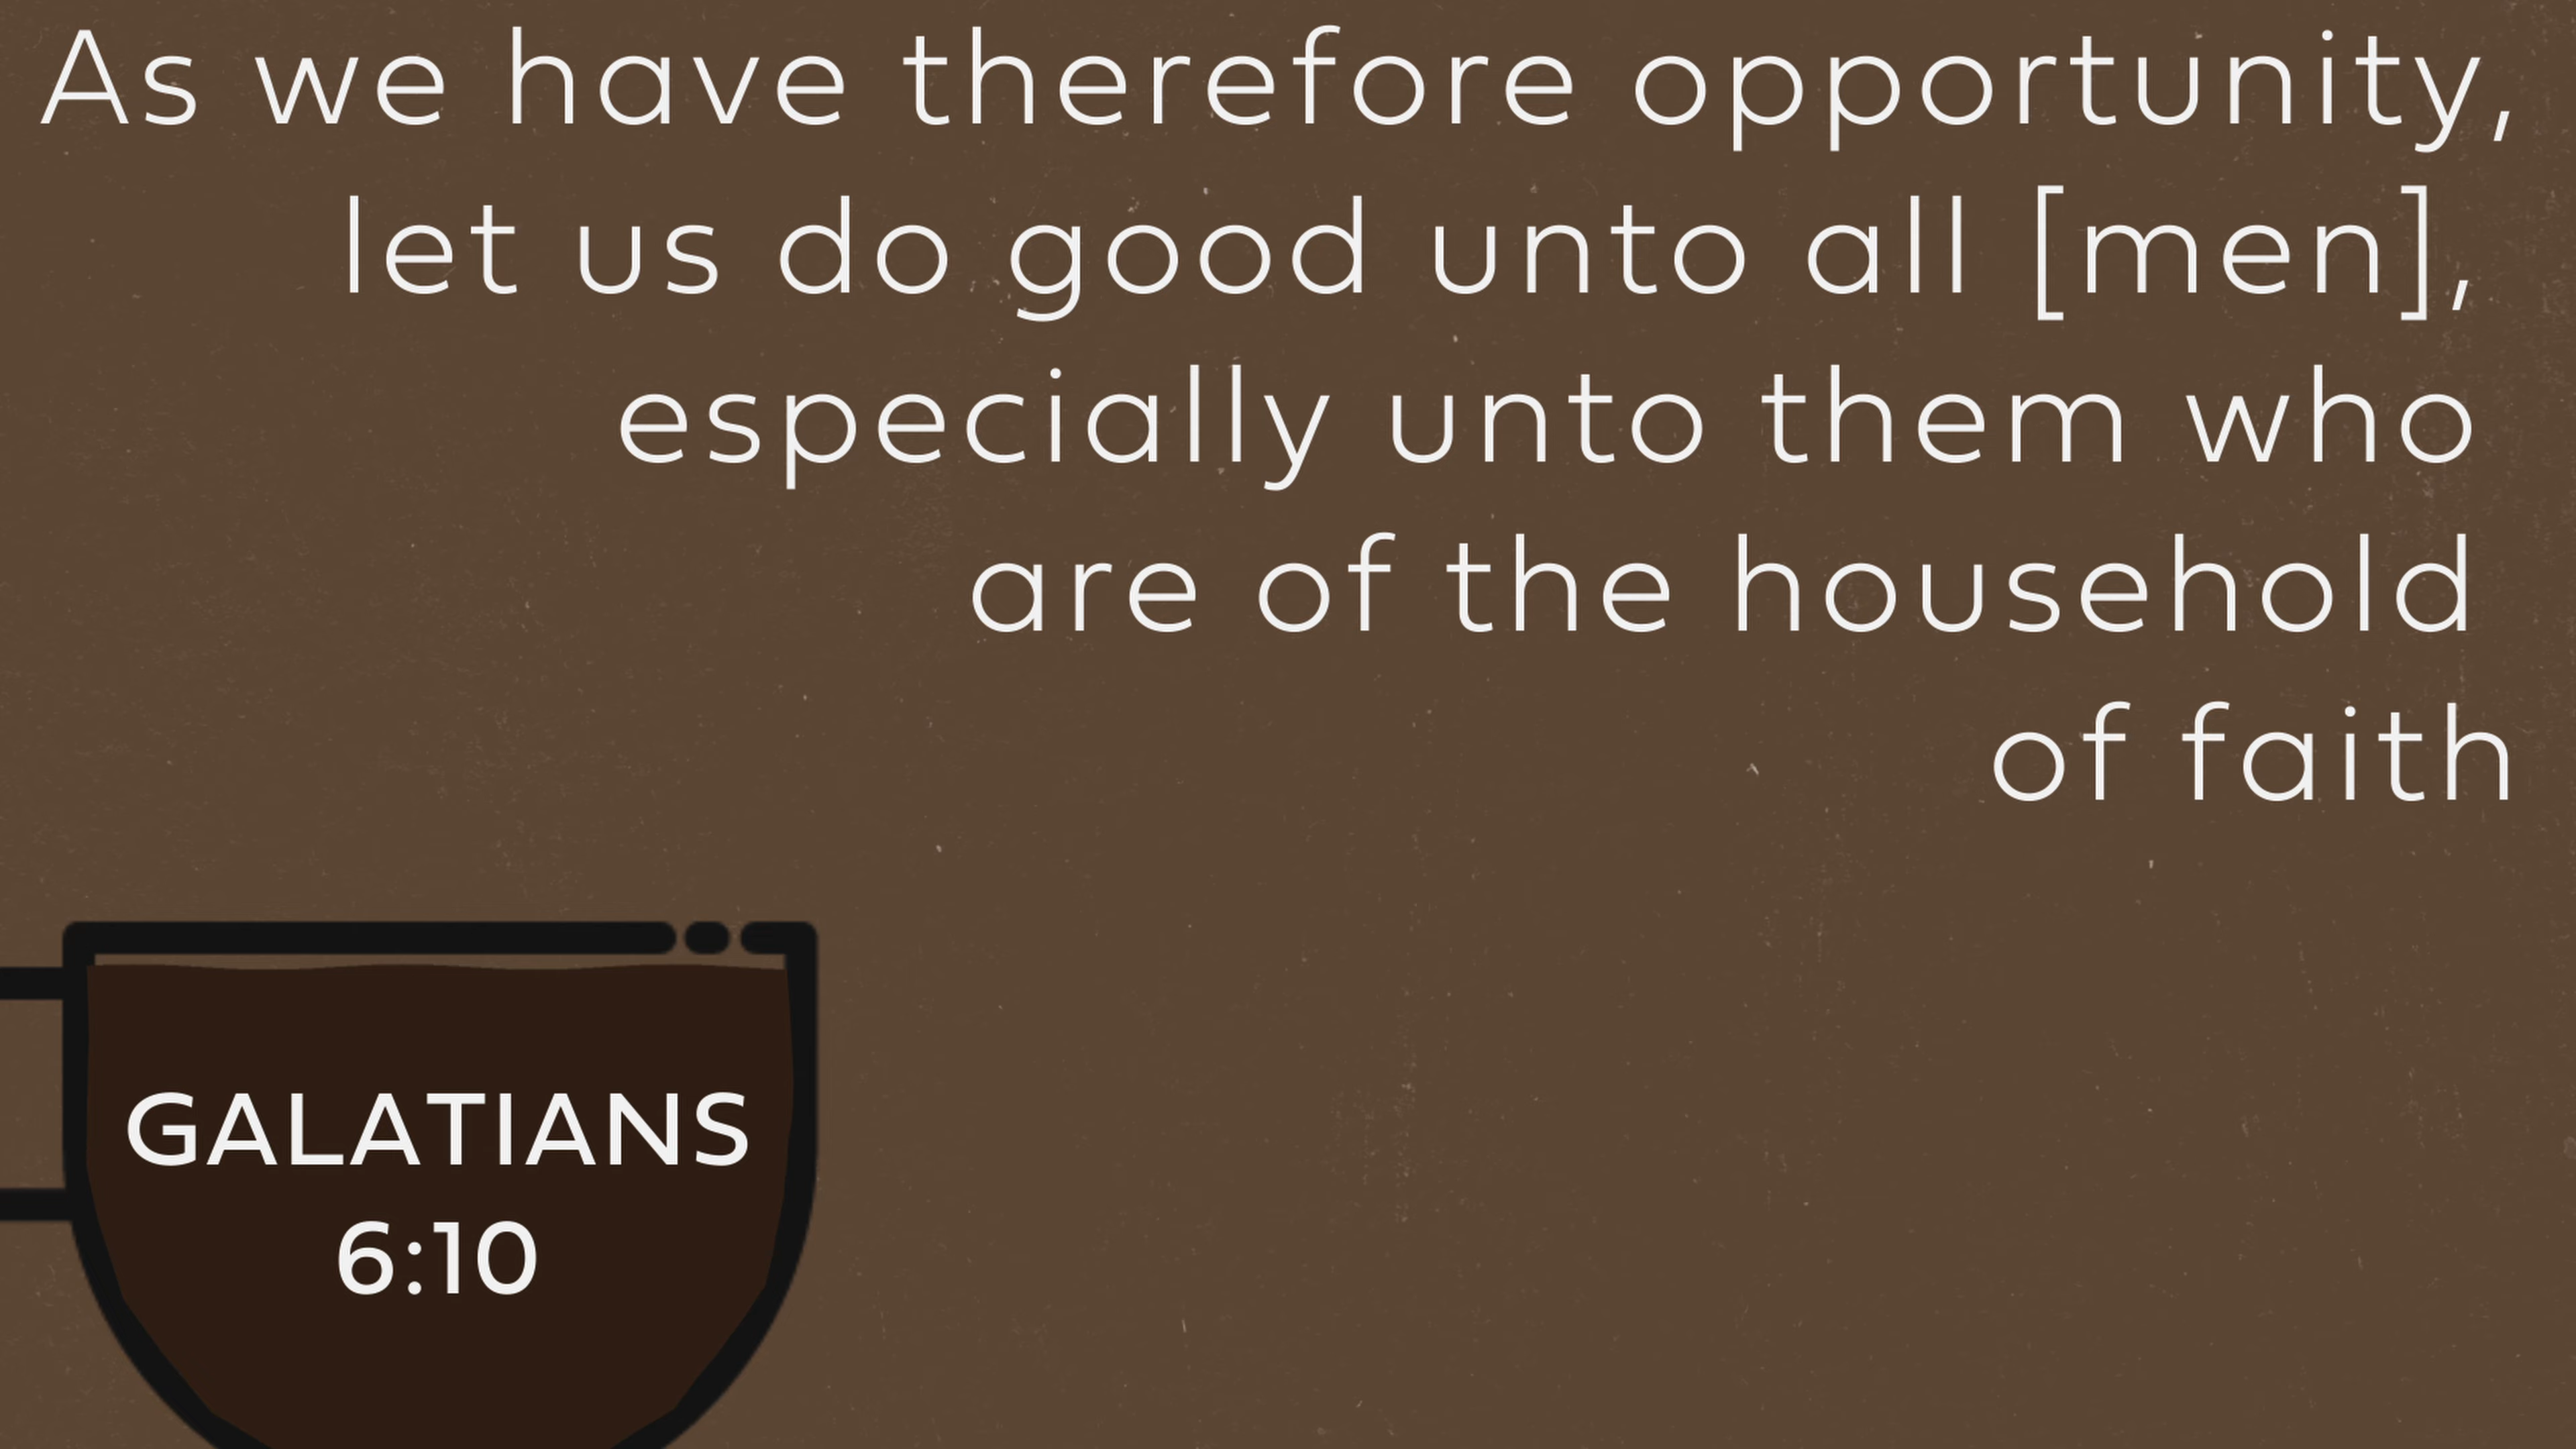 As we have therefore opportunity,
let us do good unto all [men],
especially unto them who
are of the household
of faith
GALATIANS
6:10